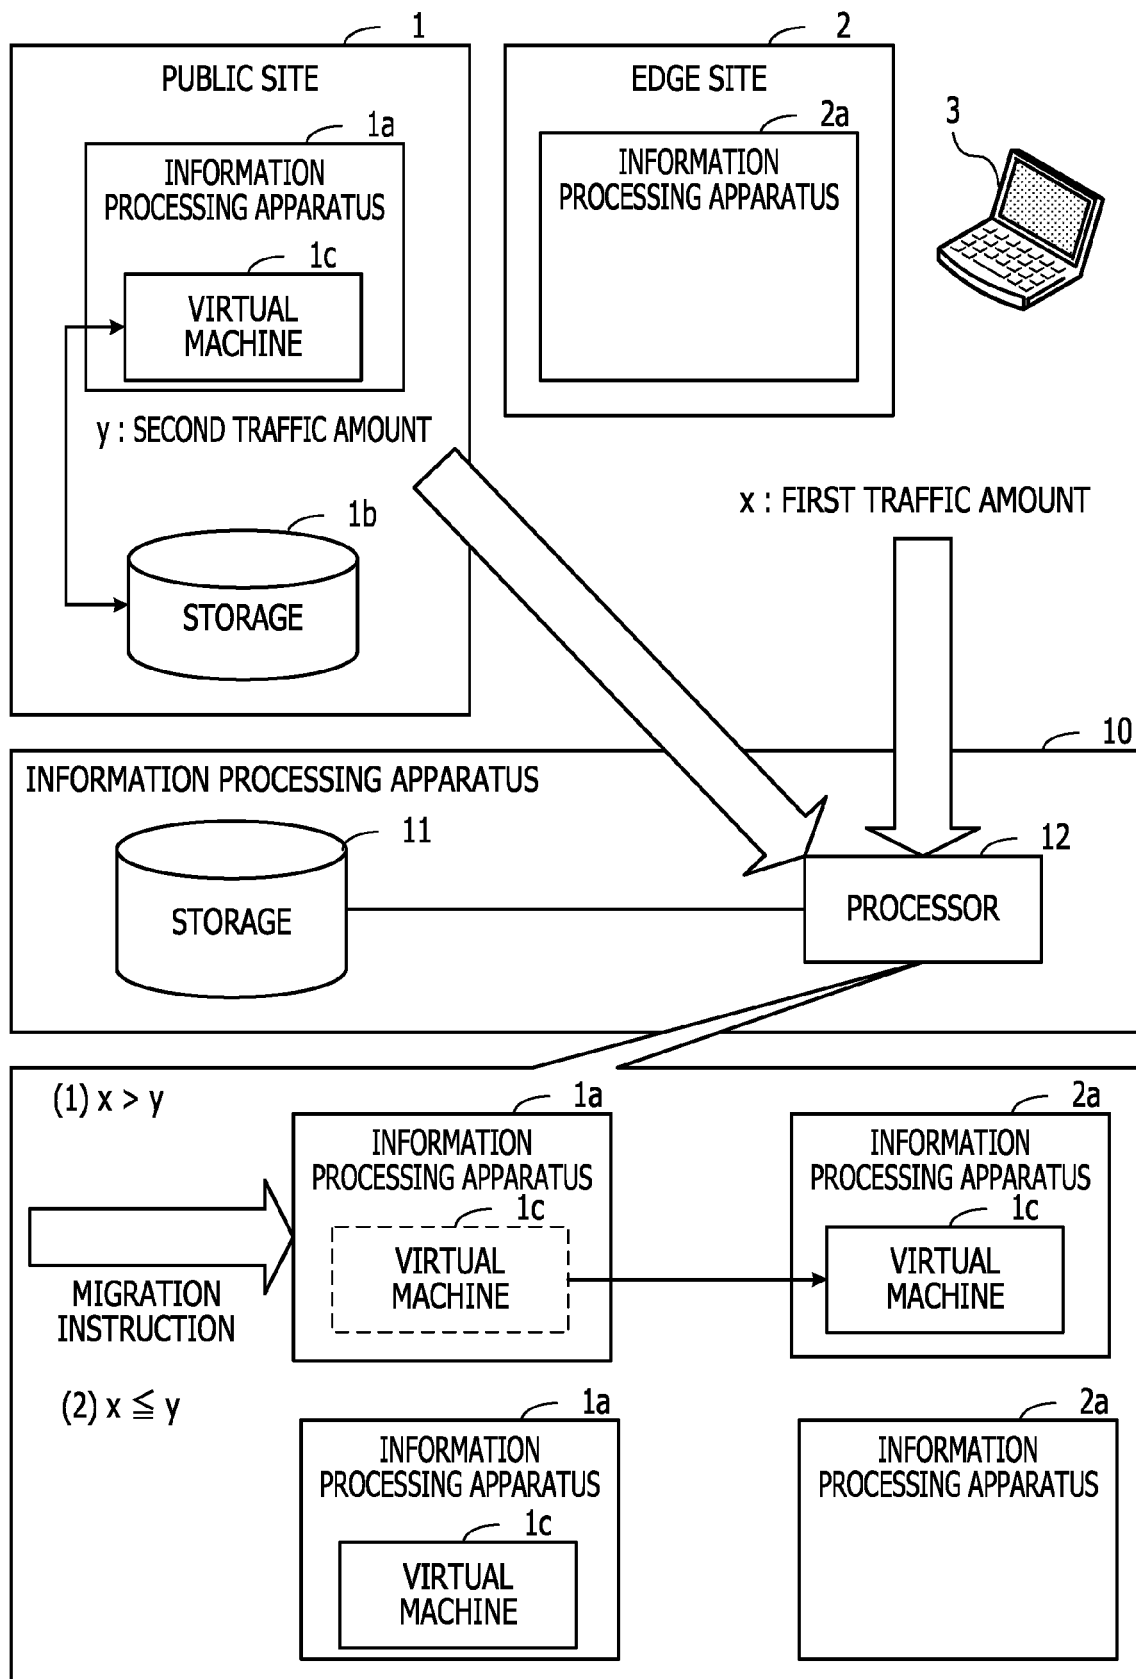 1
PUBLIC SITE
1a
INFORMATION
PROCESSING APPARATUS
1c
VIRTUAL
MACHINE
y : SECOND TRAFFIC AMOUNT
1b
STORAGE
2
EDGE SITE
2a
INFORMATION
PROCESSING APPARATUS
3
x : FIRST TRAFFIC AMOUNT
10
INFORMATION PROCESSING APPARATUS
11
STORAGE
12
PROCESSOR
(1) x > y
MIGRATION
INSTRUCTION
1a
INFORMATION
PROCESSING APPARATUS
1c
VIRTUAL
MACHINE
2a
INFORMATION
PROCESSING APPARATUS
1c
VIRTUAL
MACHINE
(2) x ≦ y
1a
INFORMATION
PROCESSING APPARATUS
1c
VIRTUAL
MACHINE
2a
INFORMATION
PROCESSING APPARATUS